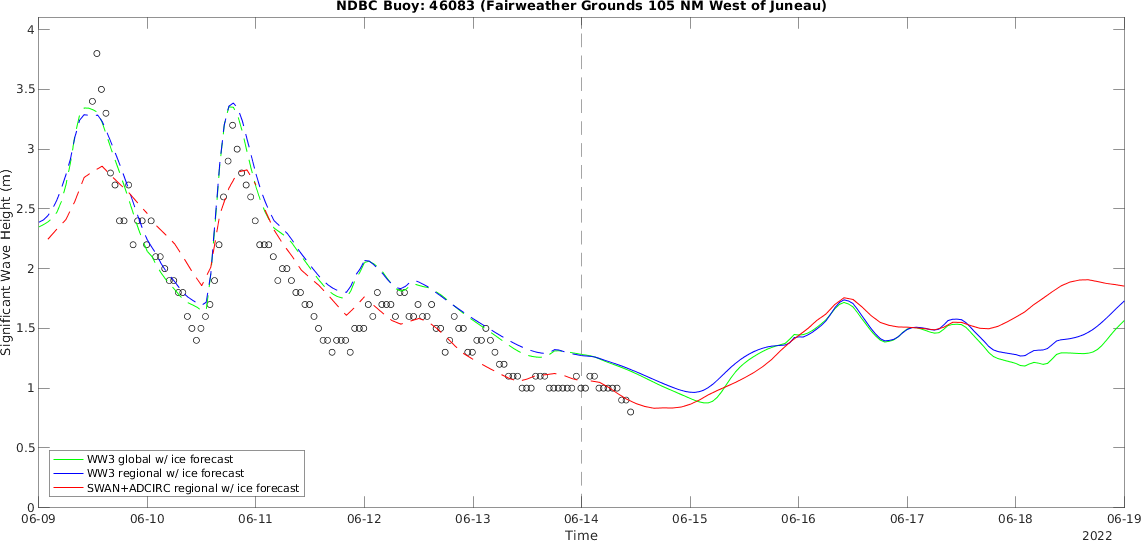 NDBC Buoy: 46083 (Fairweather Grounds 105 NM West of Juneau)
Significant Wave Height (m)
4
3.5
3
2.5
2
1.5
1
0.5
0
WW3 global w/ ice forecast
WW3 regional w/ ice forecast
SWAN+ADCIRC regional w/ ice forecast
06-09 06-10 06-11 06-12 06-13 06-14 06-15 06-16 06-17 06-18 06-19
Time
2022